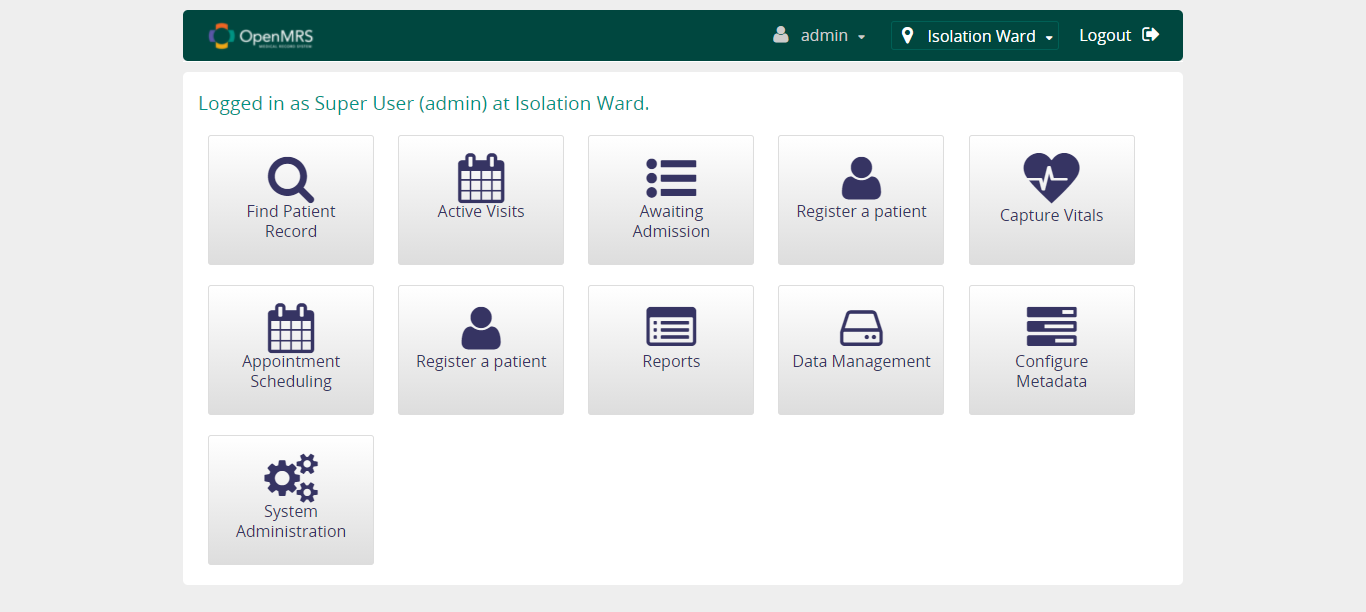 OpenMRS
MEDICAL RECORD SYSTEM
admin
Isolation Ward
Logout
Logged in as Super User (admin) at Isolation Ward.
Find Patient
Record
Active Visits
Awaiting
Admission
Register a patient
Capture Vitals
Appointment
Scheduling
Register a patient
Reports
Data Management
Configure
Metadata
System
Administration